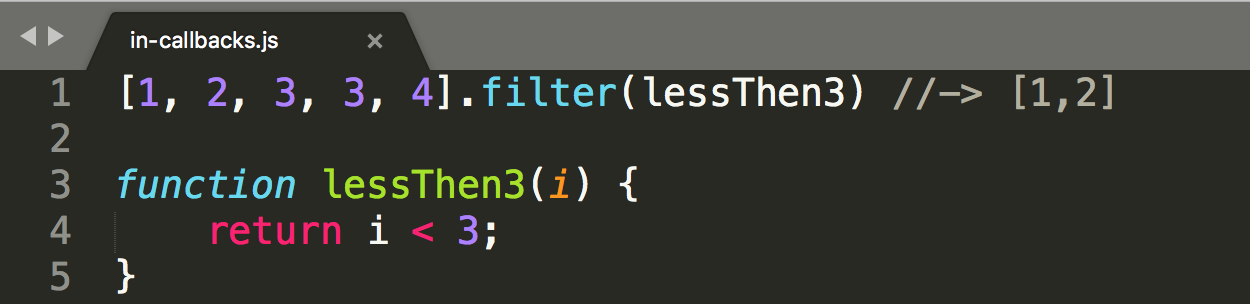 in-callbacks.js ×
1 [1, 2, 3, 3, 4].filter(lessThen3) //–> [1,2]
2
3 function lessThen3(i) {
4     return i < 3;
5 }